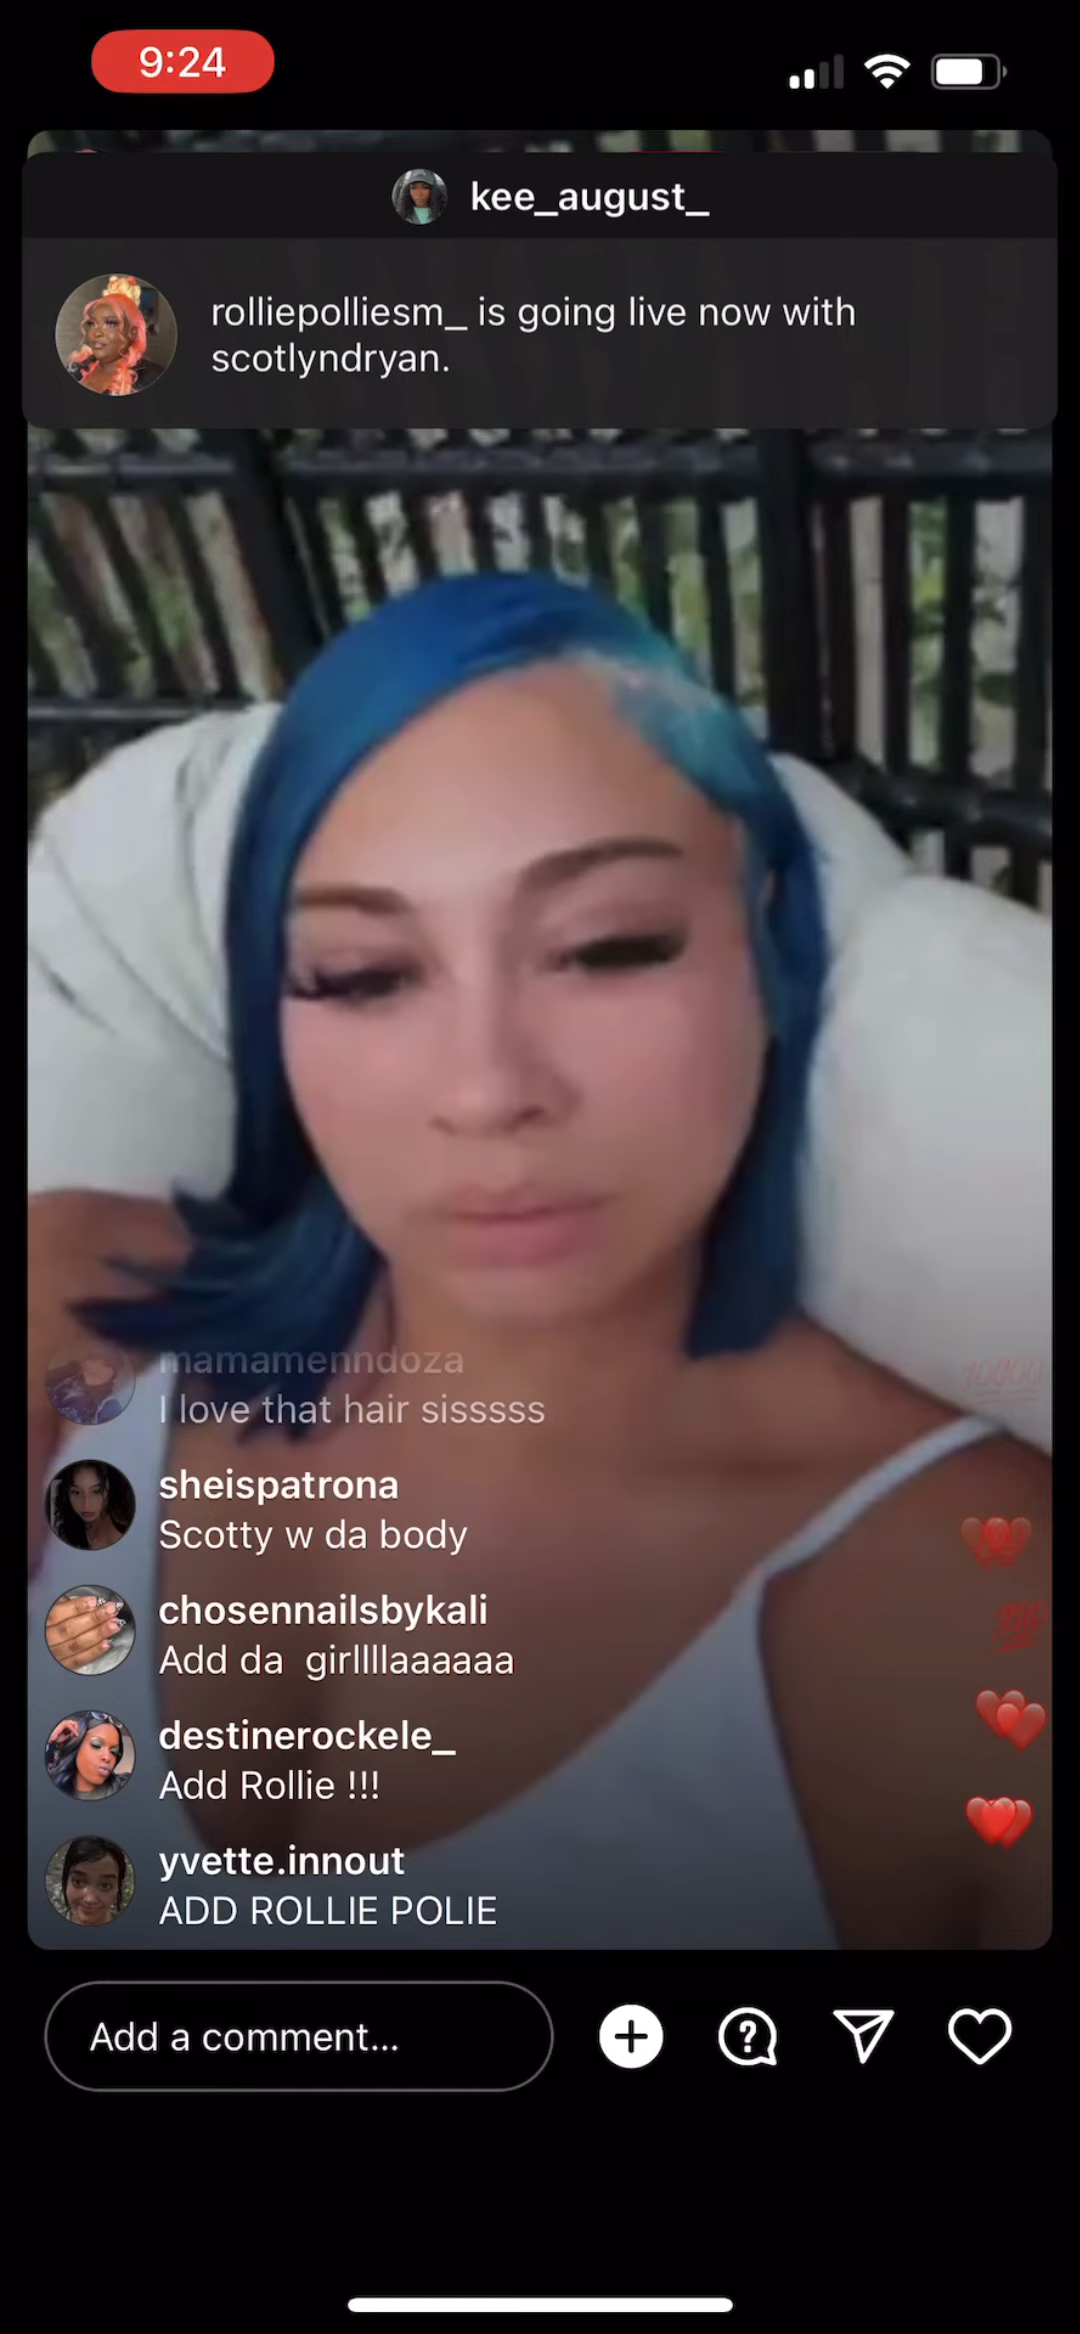 9:24
kee_august_
rolliepolliesm_ is going live now with
scotlyndryan.
mamamenndoza
I love that hair sisssss
sheispatrona
Scotty w da body
chosennailsbykali
Add da  girllllaaaaaa
destinerockele_
Add Rollie !!!
yvette.innout
ADD ROLLIE POLIE
Add a comment...